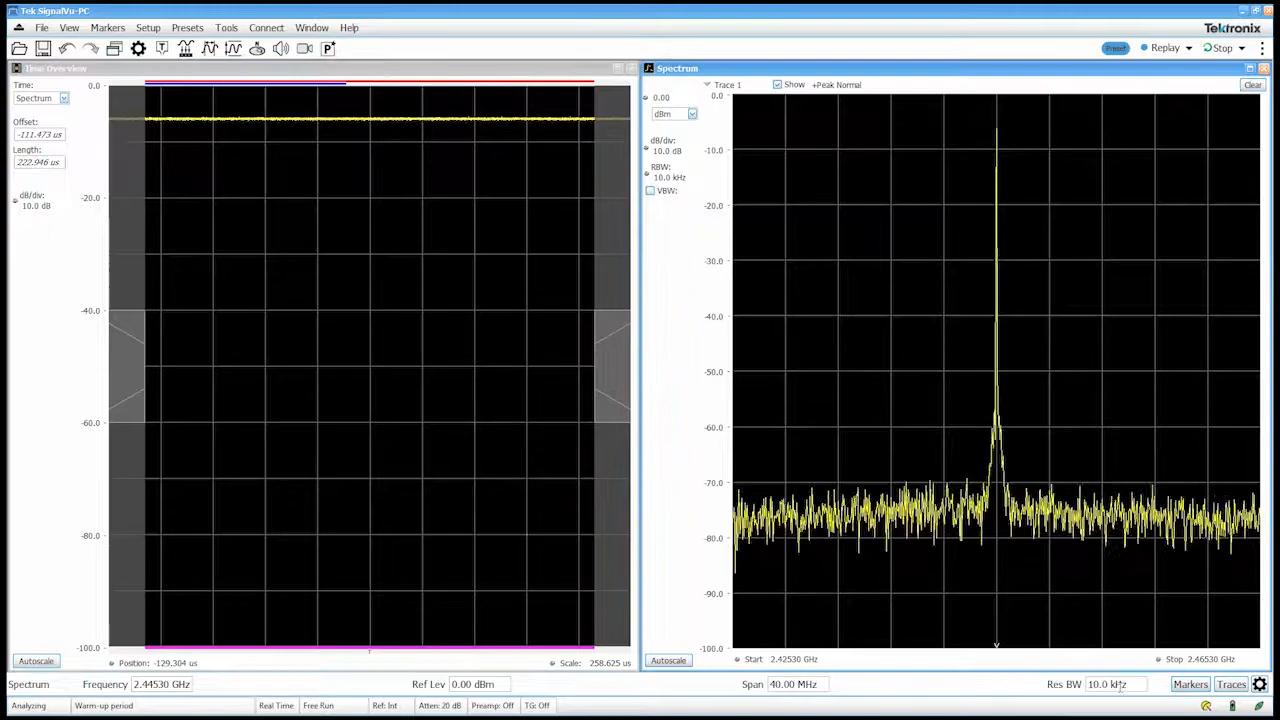 Tek SignalVu-PC
File View Markers Setup Presets Tools Connect Window Help
Tektronix
Preset Replay Stop
Time Overview
Time:
Spectrum
Offset:
-111.473 us
Length:
222.946 us
dB/div:
10.0 dB
0.0
-20.0
-40.0
-60.0
-80.0
-100.0
Autoscale
Position: -129.304 us
Scale: 258.625 us
Spectrum
Trace 1 Show +Peak Normal Clear
0.00
dBm
dB/div:
10.0 dB
RBW:
10.0 kHz
VBW:
0.0
-10.0
-20.0
-30.0
-40.0
-50.0
-60.0
-70.0
-80.0
-90.0
-100.0
Autoscale
Start 2.42530 GHz
Stop 2.46530 GHz
Spectrum Frequency 2.44530 GHz Ref Lev 0.00 dBm Span 40.00 MHz Res BW 10.0 kHz Markers Traces
Analyzing Warm-up period Real Time Free Run Ref: Int Atten: 20 dB Preamp: Off TG: Off